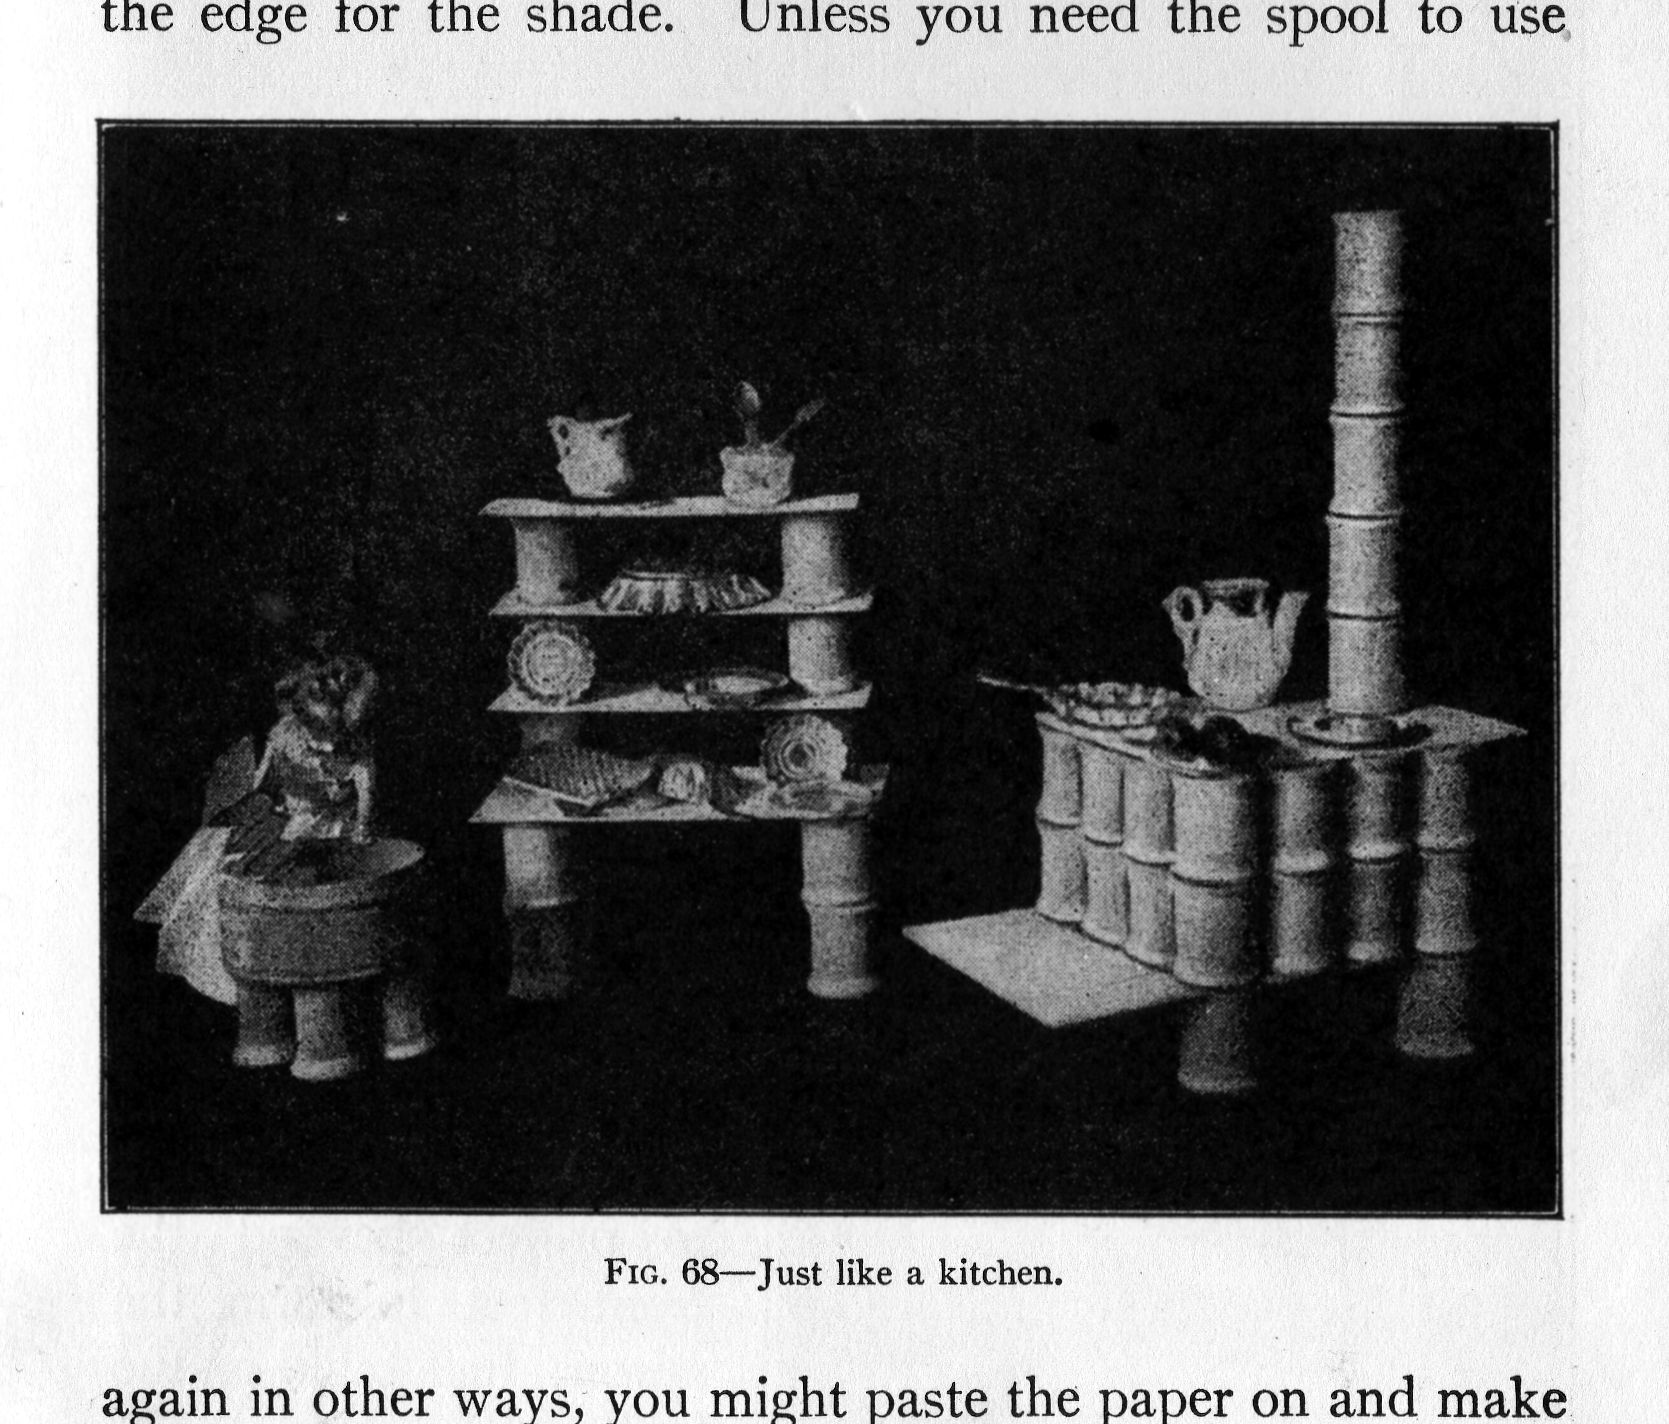 the edge for the shade. Unless you need the spool to use
Fig. 68—Just like a kitchen.
again in other ways, you might paste the paper on and make